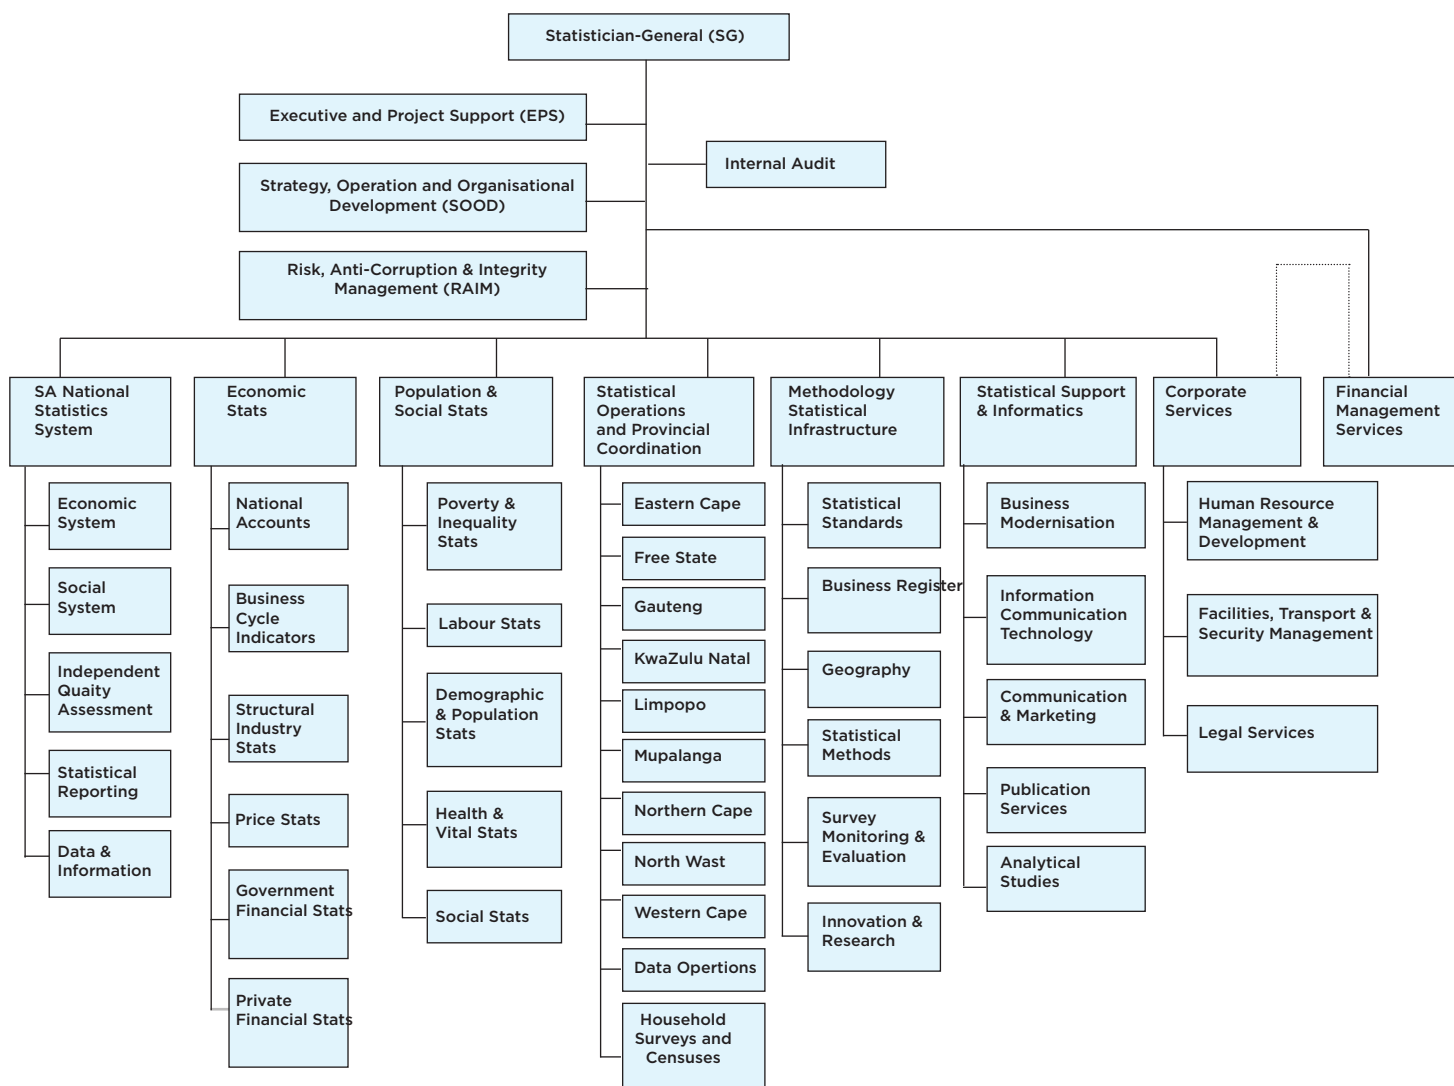 Statistician-General (SG)
Executive and Project Support (EPS)
Internal Audit
Strategy, Operation and Organisational
Development (SOOD)
Risk, Anti-Corruption & Integrity
Management (RAIM)
SA National
Statistics
System
Economic
Stats
Population &
Social Stats
Statistical
Operations
and Provincial
Coordination
Methodology
Statistical
Infrastructure
Statistical Support
& Informatics
Corporate
Services
Financial
Management
Services
Economic
System
Social
System
Independent
Quaity
Assessment
Statistical
Reporting
Data &
Information
National
Accounts
Business
Cycle
Indicators
Structural
Industry
Stats
Price Stats
Government
Financial Stats
Private
Financial Stats
Poverty &
Inequality
Stats
Labour Stats
Demographic
& Population
Stats
Health &
Vital Stats
Social Stats
Eastern Cape
Free State
Gauteng
KwaZulu Natal
Limpopo
Mupalanga
Northern Cape
North Wast
Western Cape
Data Opertions
Household
Surveys and
Censuses
Statistical
Standards
Business Register
Geography
Statistical
Methods
Survey
Monitoring &
Evaluation
Innovation &
Research
Business
Modernisation
Information
Communication
Technology
Communication
& Marketing
Publication
Services
Analytical
Studies
Human Resource
Management &
Development
Facilities, Transport &
Security Management
Legal Services